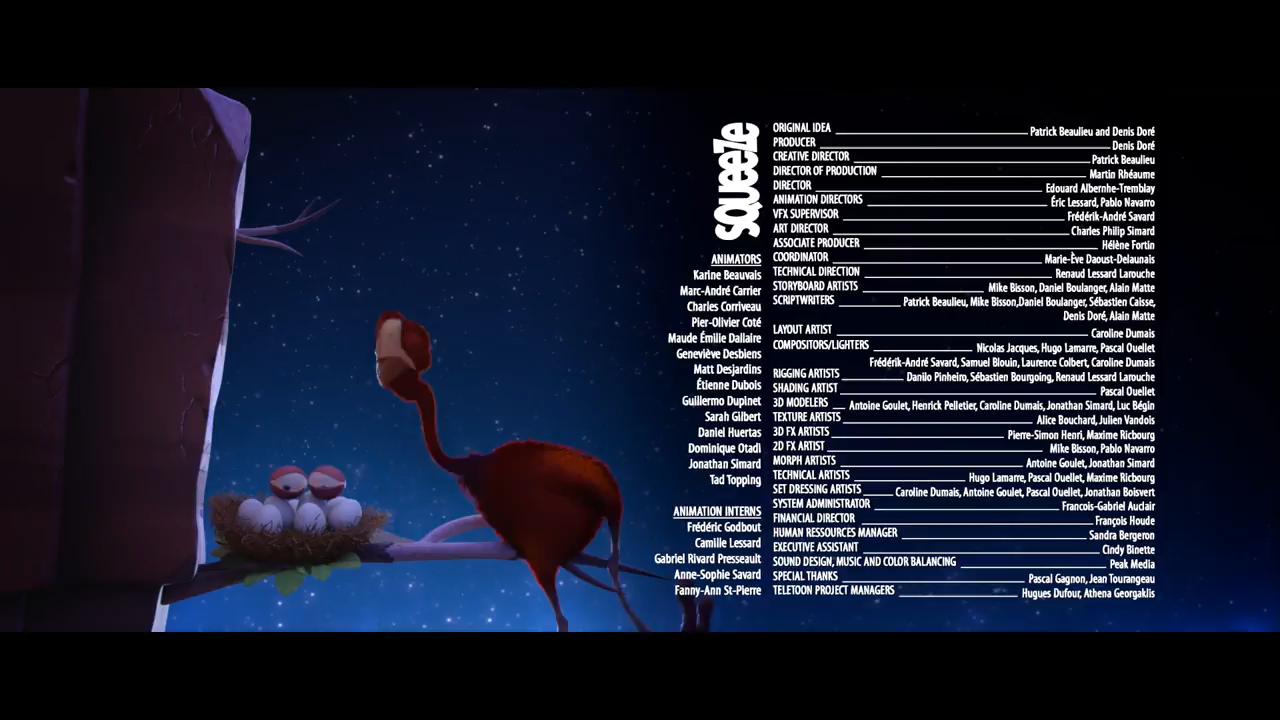 squeeze
ANIMATORS
Karine Beauvais
Marc-André Carrier
Charles Corriveau
Pier-Olivier Coté
Maude Émilie Dallaire
Geneviève Desbiens
Matt Desjardins
Étienne Dubois
Guillermo Dupinet
Sarah Gilbert
Daniel Huertas
Dominique Otadi
Jonathan Simard
Tad Topping
ANIMATION INTERNS
Frédéric Godbout
Camille Lessard
Gabriel Rivard Presseault
Anne-Sophie Savard
Fanny-Ann St-Pierre
ORIGINAL IDEA Patrick Beaulieu and Denis Doré
PRODUCER Denis Doré
CREATIVE DIRECTOR Patrick Beaulieu
DIRECTOR OF PRODUCTION Martin Rhéaume
DIRECTOR Edouard Albernhe-Tremblay
ANIMATION DIRECTORS Éric Lessard, Pablo Navarro
VFX SUPERVISOR Frédérik-André Savard
ART DIRECTOR Charles Philip Simard
ASSOCIATE PRODUCER Hélène Fortin
COORDINATOR Marie-Ève Daoust-Delaunais
TECHNICAL DIRECTION Renaud Lessard Larouche
STORYBOARD ARTISTS Mike Bisson, Daniel Boulanger, Alain Matte
SCRIPTWRITERS Patrick Beaulieu, Mike Bisson,Daniel Boulanger, Sébastien Caisse,
Denis Doré, Alain Matte
LAYOUT ARTIST Caroline Dumais
COMPOSITORS/LIGHTERS Nicolas Jacques, Hugo Lamarre, Pascal Ouellet
Frédérik-André Savard, Samuel Blouin, Laurence Colbert, Caroline Dumais
RIGGING ARTISTS Danilo Pinheiro, Sébastien Bourgoing, Renaud Lessard Larouche
SHADING ARTIST Pascal Ouellet
3D MODELERS Antoine Goulet, Henrick Pelletier, Caroline Dumais, Jonathan Simard, Luc Bégin
TEXTURE ARTISTS Alice Bouchard, Julien Vandois
3D FX ARTISTS Pierre-Simon Henri, Maxime Ricbourg
2D FX ARTIST Mike Bisson, Pablo Navarro
MORPH ARTISTS Antoine Goulet, Jonathan Simard
TECHNICAL ARTISTS Hugo Lamarre, Pascal Ouellet, Maxime Ricbourg
SET DRESSING ARTISTS Caroline Dumais, Antoine Goulet, Pascal Ouellet, Jonathan Boisvert
SYSTEM ADMINISTRATOR Francois-Gabriel Auclair
FINANCIAL DIRECTOR François Houde
HUMAN RESSOURCES MANAGER Sandra Bergeron
EXECUTIVE ASSISTANT Cindy Binette
SOUND DESIGN, MUSIC AND COLOR BALANCING Peak Media
SPECIAL THANKS Pascal Gagnon, Jean Tourangeau
TELETOON PROJECT MANAGERS Hugues Dufour, Athena Georgaklis